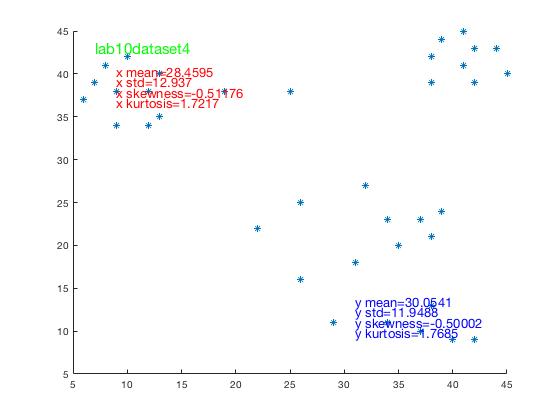 45
lab10dataset4
40
x mean=28.4595
x std=12.937
x skewness=-0.51176
x kurtosis=1.7217
35
30
25
20
15
y mean=30.0541
y std=11.9488
y skewness=-0.50002
y kurtosis=1.7685
10
5
5 10 15 20 25 30 35 40 45